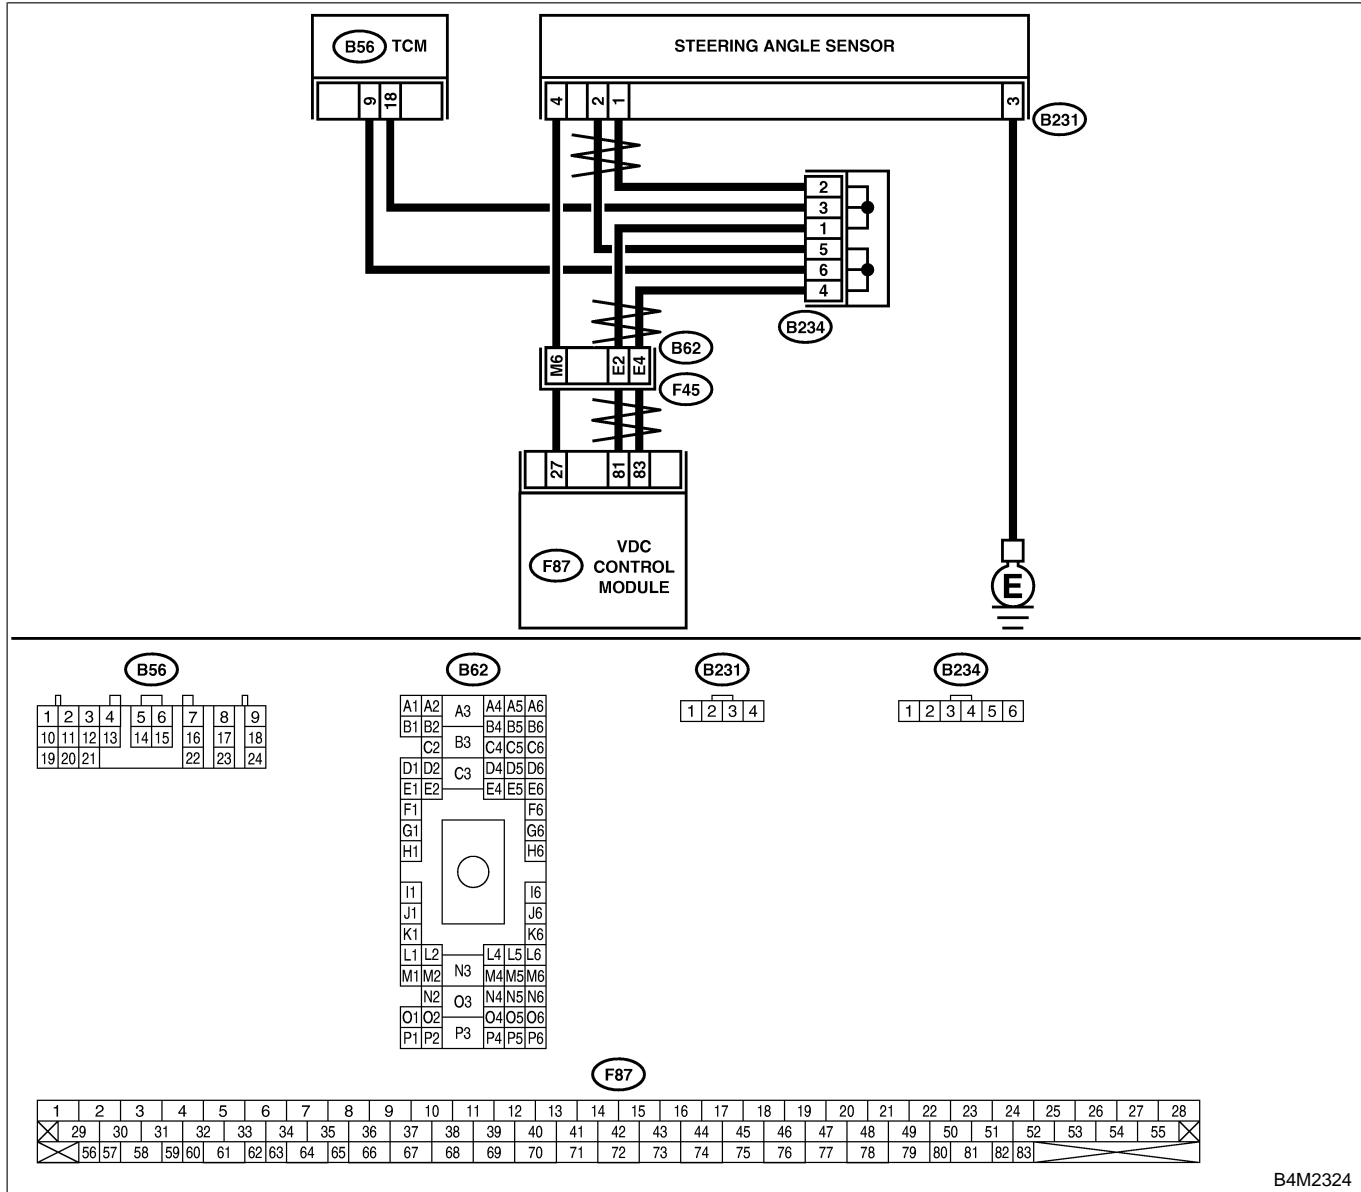 B56 TCM
STEERING ANGLE SENSOR
9 18
4 2 1 3
B231
2
3
1
5
6
4
B234
B62
M6 E2 E4
F45
27 81 83
F87
VDC
CONTROL
MODULE
E
B56
1 2 3 4 5 6 7 8 9
10 11 12 13 14 15 16 17 18
19 20 21 22 23 24
B62
A1 A2 A3 A4 A5 A6
B1 B2 B4 B5 B6
B3
C2 C4 C5 C6
D1 D2 C3 D4 D5 D6
E1 E2 E4 E5 E6
F1 F6
G1 G6
H1 H6
I1 I6
J1 J6
K1 K6
L1 L2 L4 L5 L6
M1 M2 N3 M4 M5 M6
N2 O3 N4 N5 N6
O1 O2 O4 O5 O6
P1 P2 P3 P4 P5 P6
B231
1 2 3 4
B234
1 2 3 4 5 6
F87
1 2 3 4 5 6 7 8 9 10 11 12 13 14 15 16 17 18 19 20 21 22 23 24 25 26 27 28
29 30 31 32 33 34 35 36 37 38 39 40 41 42 43 44 45 46 47 48 49 50 51 52 53 54 55
56 57 58 59 60 61 62 63 64 65 66 67 68 69 70 71 72 73 74 75 76 77 78 79 80 81 82 83
B4M2324